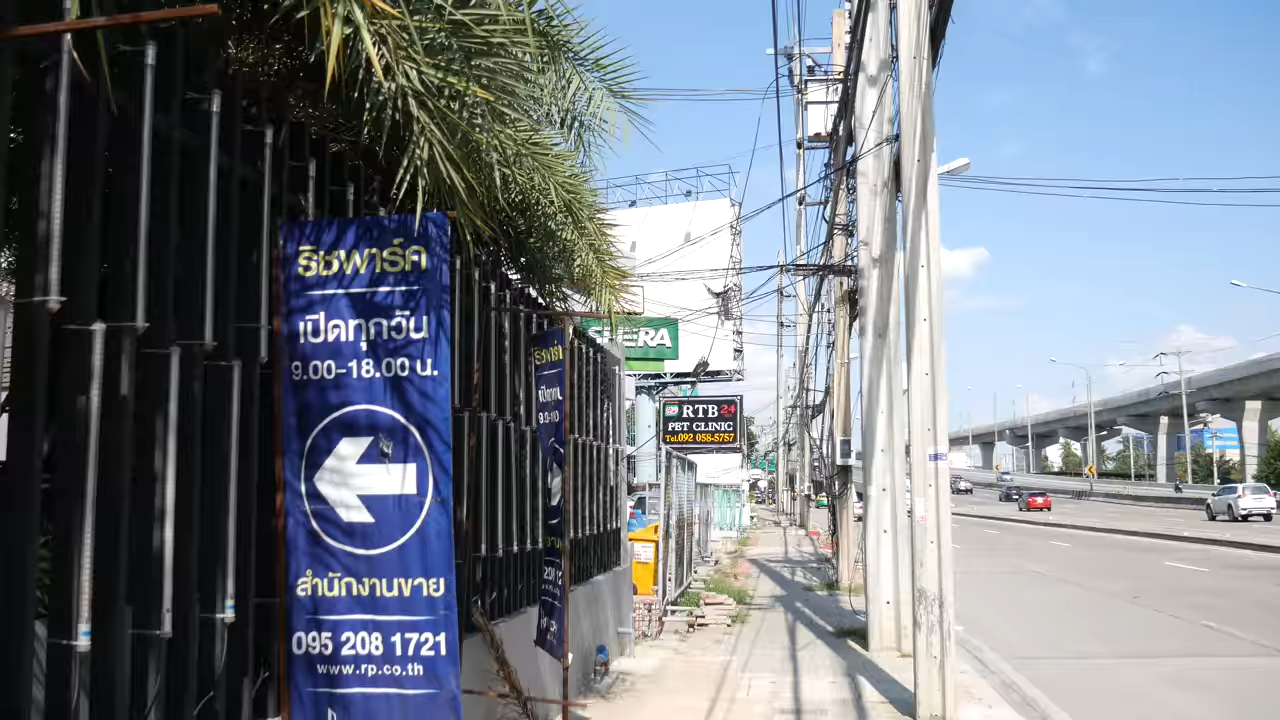 ริชพาร์ค
เปิดทุกวัน
9.00-18.00 น.
สำนักงานขาย
095 208 1721
www.rp.co.th
RTB 24
PET CLINIC
Tel.092 058-5757